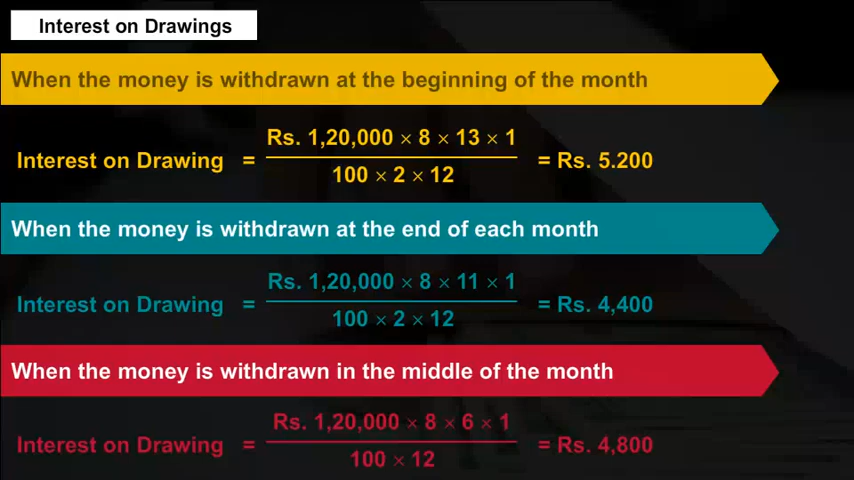 Interest on Drawings
When the money is withdrawn at the beginning of the month
Interest on Drawing = Rs. 1,20,000 × 8 × 13 × 1 = Rs. 5.200
100 × 2 × 12
When the money is withdrawn at the end of each month
Interest on Drawing = Rs. 1,20,000 × 8 × 11 × 1 = Rs. 4,400
100 × 2 × 12
When the money is withdrawn in the middle of the month
Interest on Drawing = Rs. 1,20,000 × 8 × 6 × 1 = Rs. 4,800
100 × 12